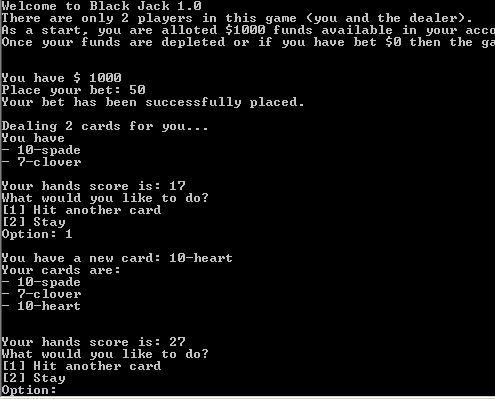 Welcome to Black Jack 1.0
There are only 2 players in this game (you and the dealer).
As a start, you are alloted $1000 funds available in your acco
Once your funds are depleted or if you have bet $0 then the ga
You have $ 1000
Place your bet: 50
Your bet has been successfully placed.
Dealing 2 cards for you...
You have
- 10-spade
- 7-clover
Your hands score is: 17
What would you like to do?
[1] Hit another card
[2] Stay
Option: 1
You have a new card: 10-heart
Your cards are:
- 10-spade
- 7-clover
- 10-heart
Your hands score is: 27
What would you like to do?
[1] Hit another card
[2] Stay
Option: